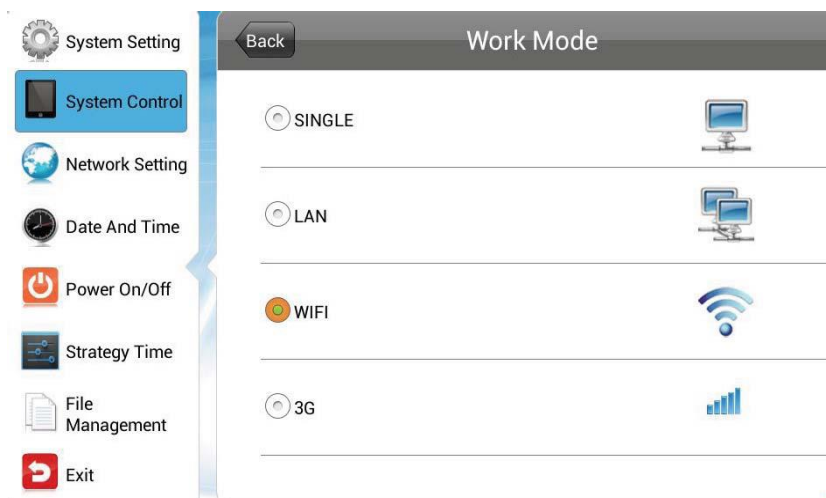 System Setting
System Control
Network Setting
Date And Time
Power On/Off
Strategy Time
File
Management
Exit
Back
Work Mode
SINGLE
LAN
WIFI
3G